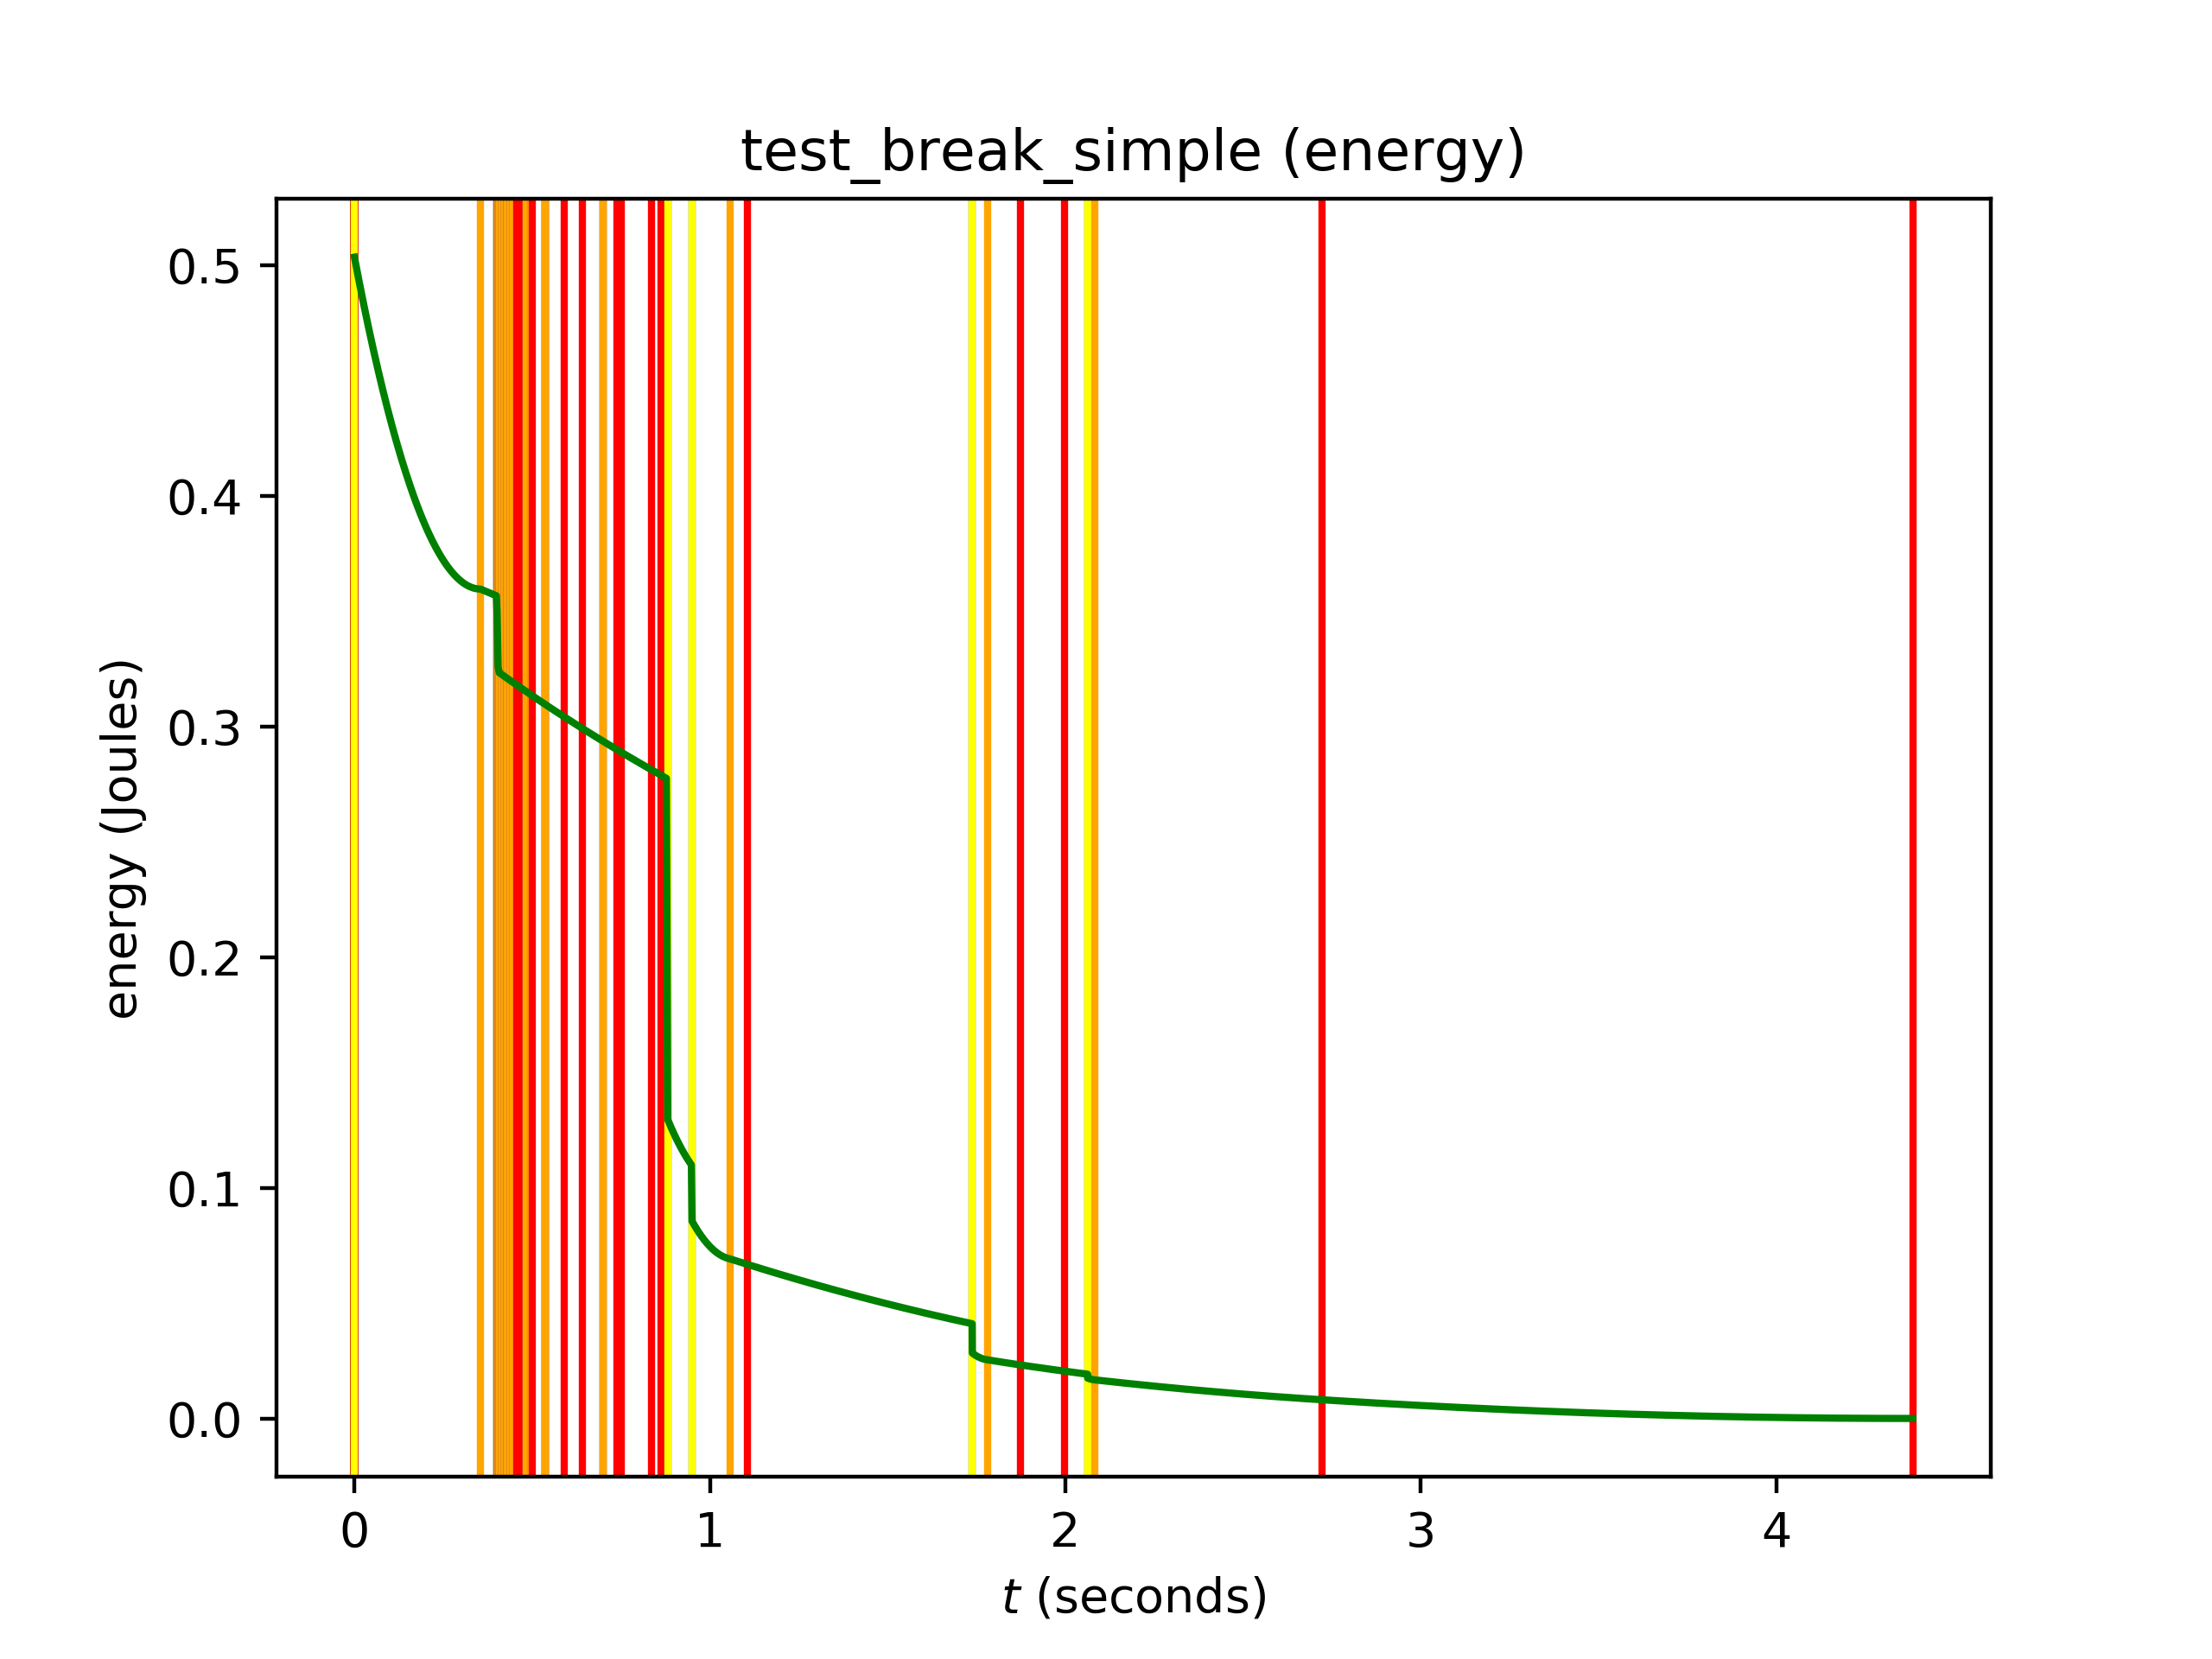 test_break_simple (energy)
energy (Joules)
0.5
0.4
0.3
0.2
0.1
0.0
0 1 2 3 4
t (seconds)